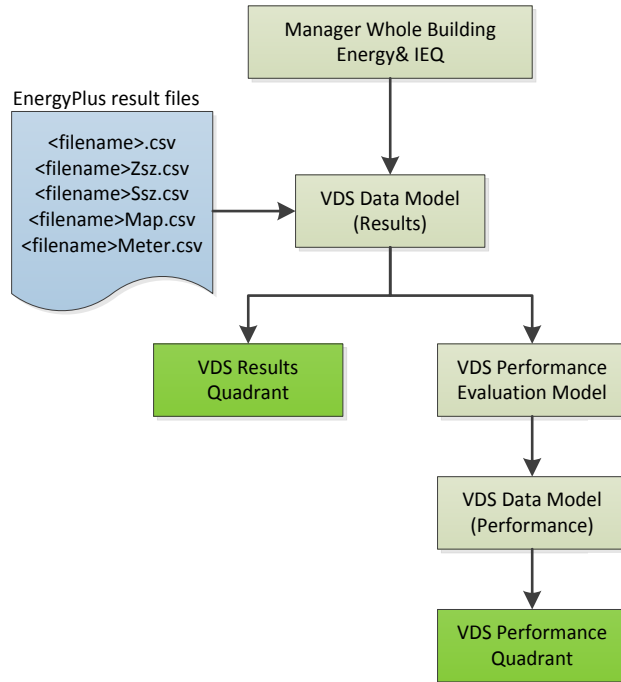 Manager Whole Building
Energy& IEQ
EnergyPlus result files
<filename>.csv
<filename>Zsz.csv
<filename>Ssz.csv
<filename>Map.csv
<filename>Meter.csv
VDS Data Model
(Results)
VDS Results
Quadrant
VDS Performance
Evaluation Model
VDS Data Model
(Performance)
VDS Performance
Quadrant